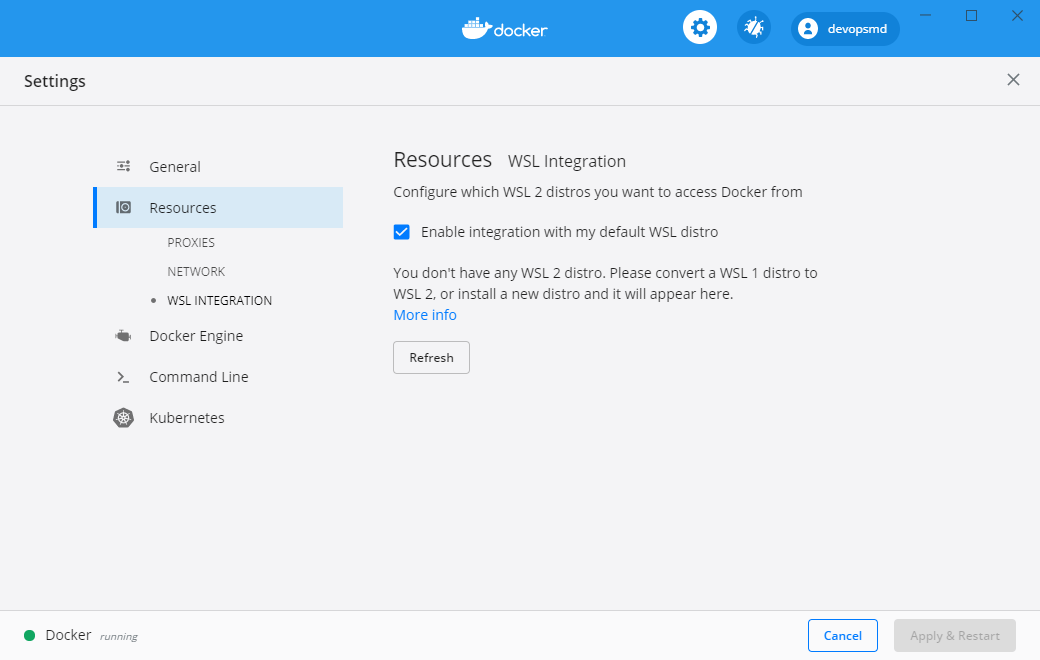 docker
devopsmd
Settings
General
Resources
PROXIES
NETWORK
WSL INTEGRATION
Docker Engine
Command Line
Kubernetes
Resources WSL Integration
Configure which WSL 2 distros you want to access Docker from
Enable integration with my default WSL distro
You don't have any WSL 2 distro. Please convert a WSL 1 distro to
WSL 2, or install a new distro and it will appear here.
More info
Refresh
Docker running
Cancel
Apply & Restart